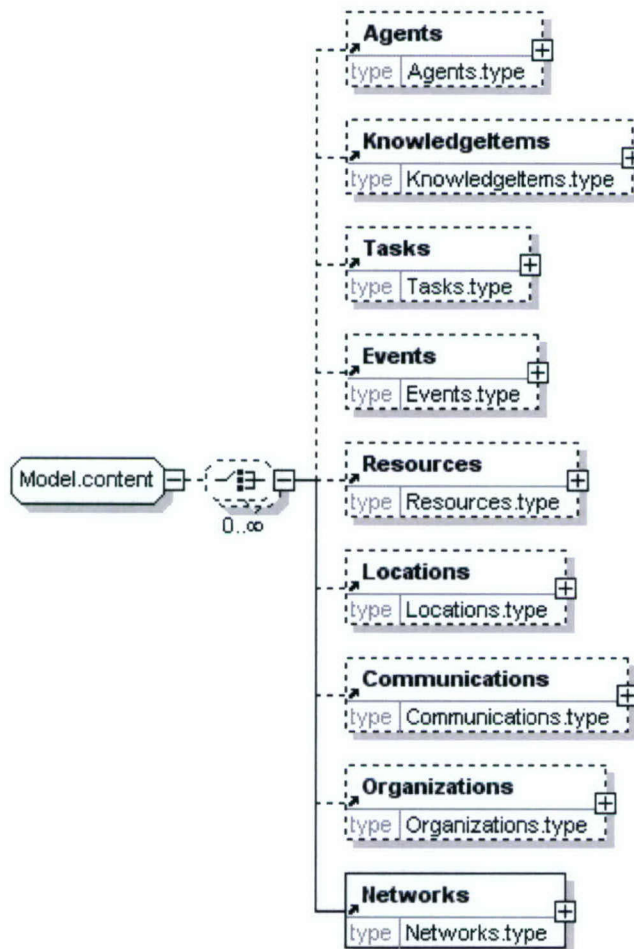 Agents
type Agents.type
KnowledgeItems
type KnowledgeItems.type
Tasks
type Tasks.type
Events
type Events.type
Model.content
0..∞
Resources
type Resources.type
Locations
type Locations.type
Communications
type Communications.type
Organizations
type Organizations.type
Networks
type Networks.type